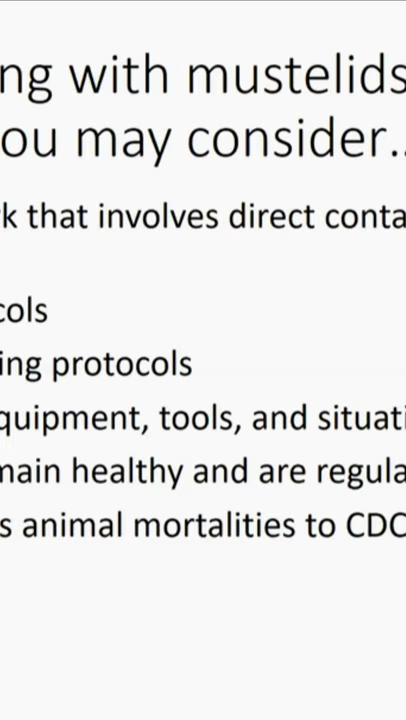 ng with mustelids
ou may consider..
k that involves direct conta
cols
ing protocols
quipment, tools, and situati
main healthy and are regula
s animal mortalities to CDC